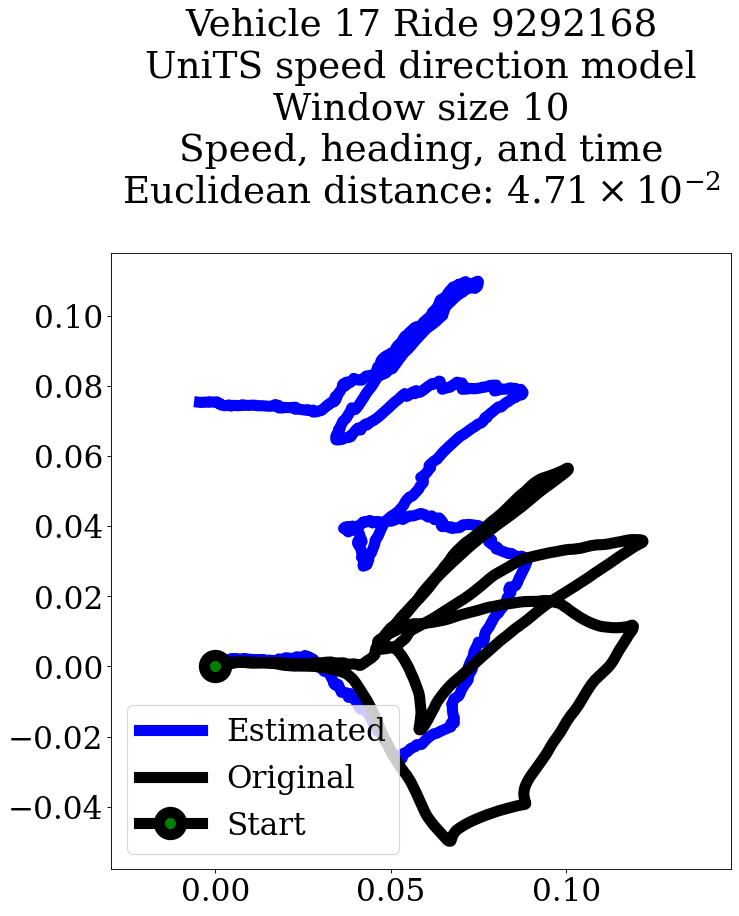 Vehicle 17 Ride 9292168
UniTS speed direction model
Window size 10
Speed, heading, and time
Euclidean distance: 4.71 × 10⁻²
0.10
0.08
0.06
0.04
0.02
0.00
−0.02
−0.04
Estimated
Original
Start
0.00 0.05 0.10